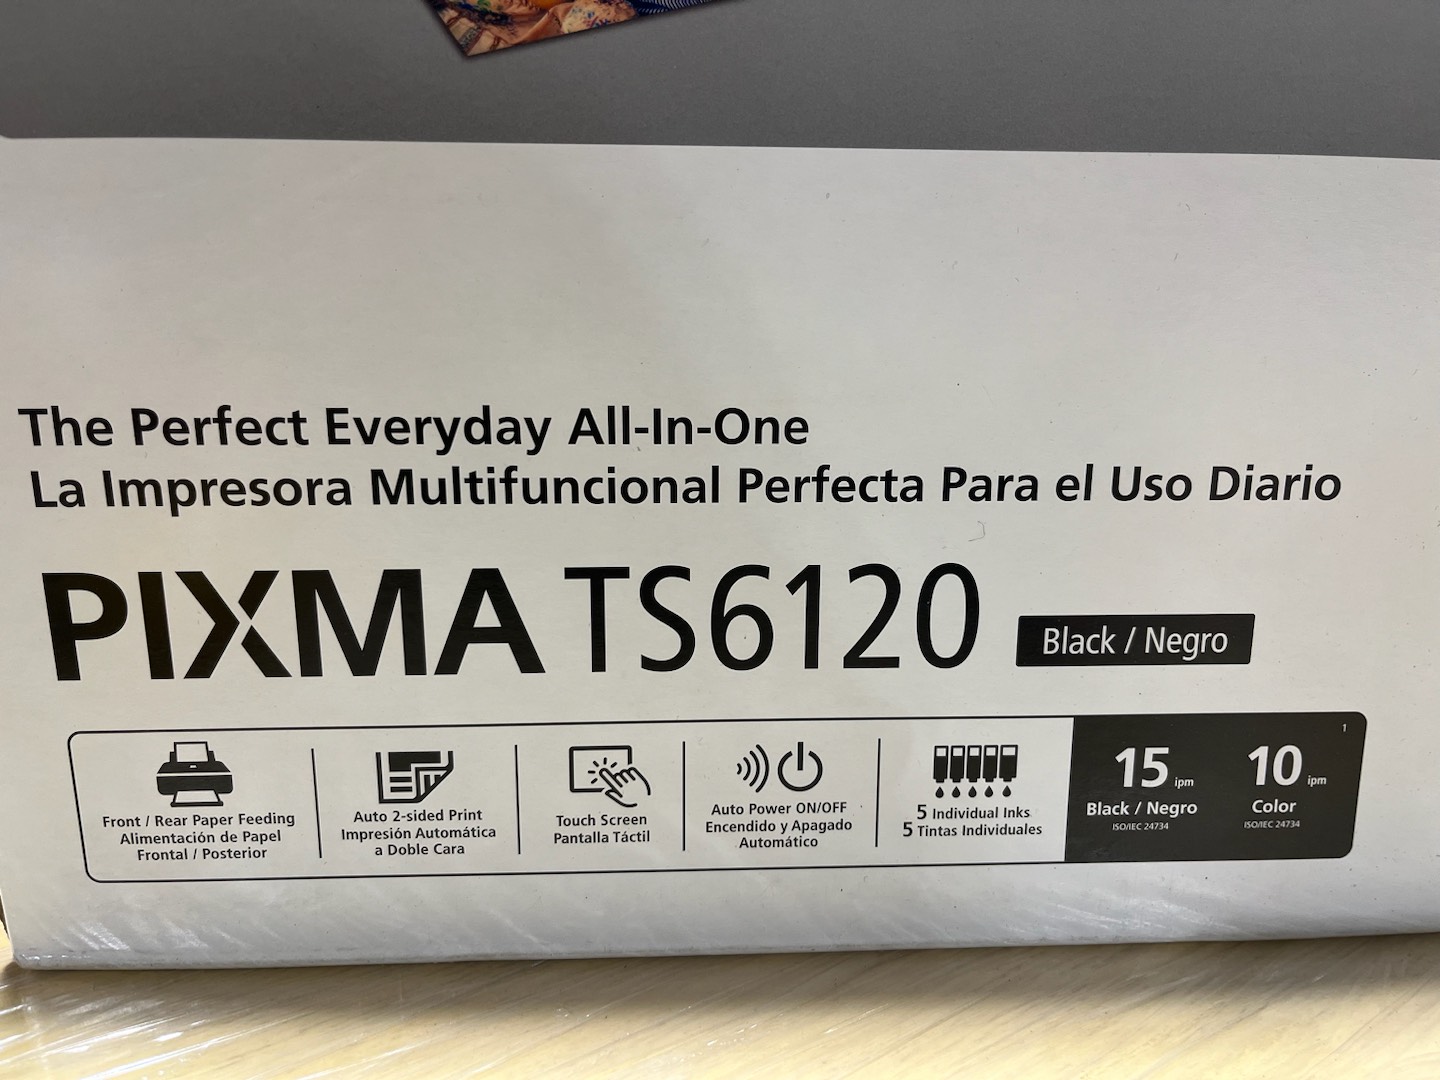 The Perfect Everyday All-In-One
La Impresora Multifuncional Perfecta Para el Uso Diario
PIXMA TS6120 Black / Negro
Front / Rear Paper Feeding
Alimentación de Papel
Frontal / Posterior
Auto 2-sided Print
Impresión Automática
a Doble Cara
Touch Screen
Pantalla Táctil
Auto Power ON/OFF
Encendido y Apagado
Automático
5 Individual Inks
5 Tintas Individuales
15 ipm
Black / Negro
ISO/IEC 24734
10 ipm
Color
ISO/IEC 24734
1